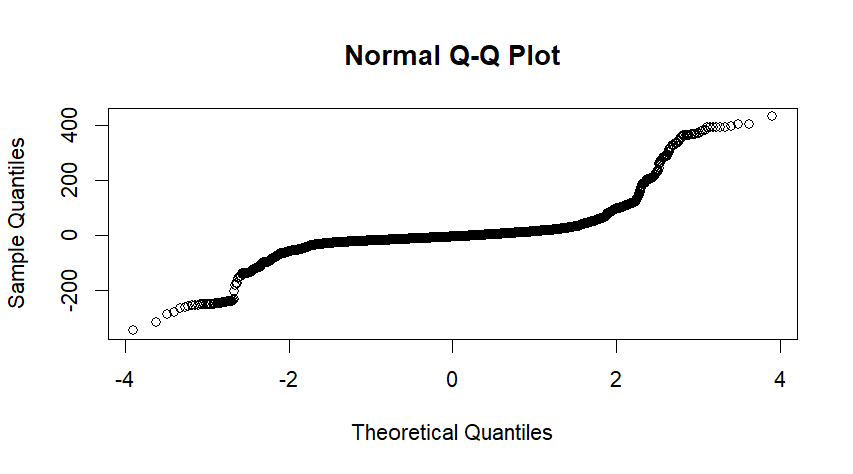 Normal Q-Q Plot
Sample Quantiles
400
200
0
-200
-4 -2 0 2 4
Theoretical Quantiles